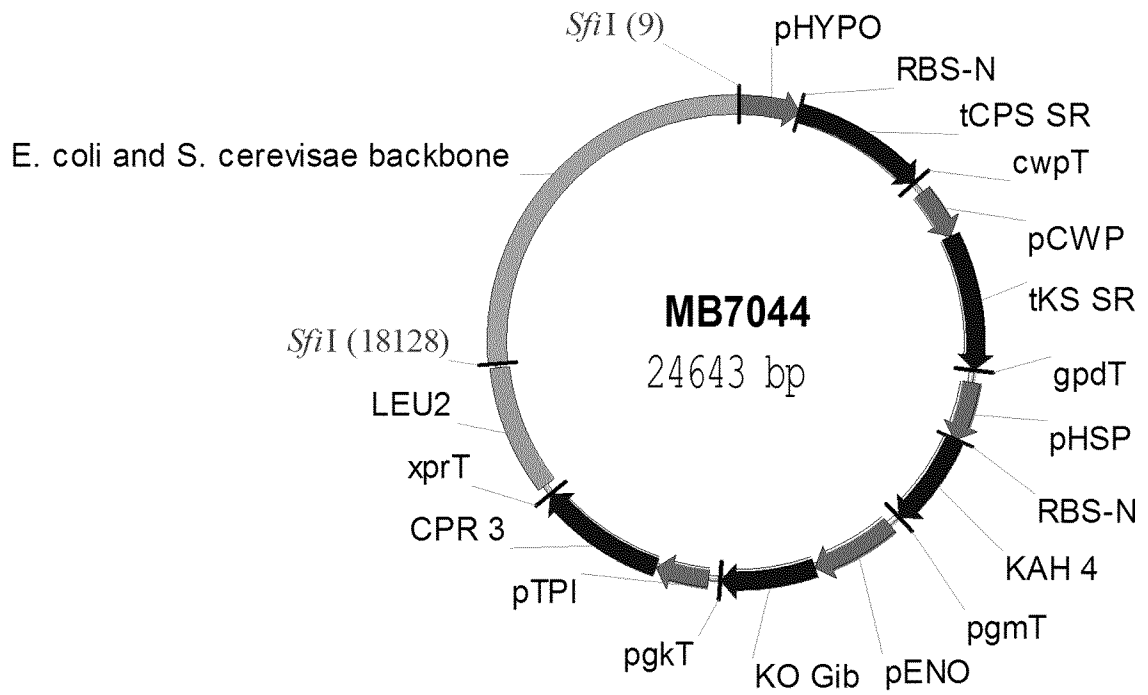 SfiI (9)
pHYPO
RBS-N
tCPS SR
cwpT
pCWP
tKS SR
gpdT
pHSP
RBS-N
KAH 4
pgmT
pENO
KO Gib
pgkT
pTPI
CPR 3
xprT
LEU2
SfiI (18128)
E. coli and S. cerevisae backbone
MB7044
24643 bp